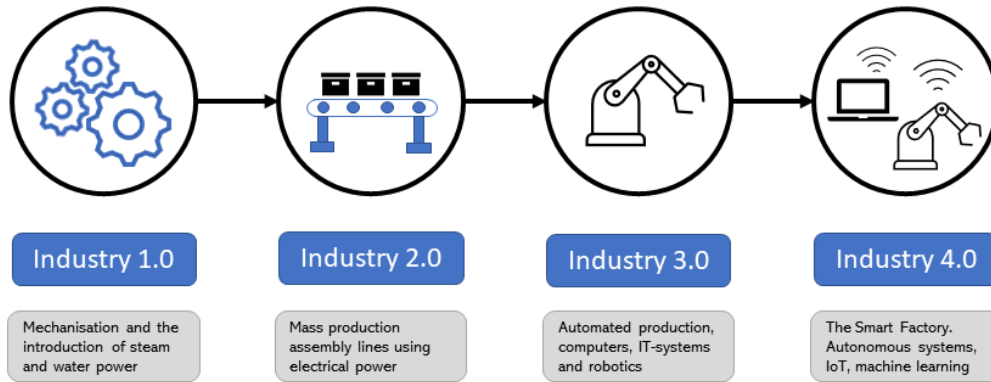 Industry 1.0
Industry 2.0
Industry 3.0
Industry 4.0
Mechanisation and the
introduction of steam
and water power
Mass production
assembly lines using
electrical power
Automated production,
computers, IT-systems
and robotics
The Smart Factory.
Autonomous systems,
IoT, machine learning